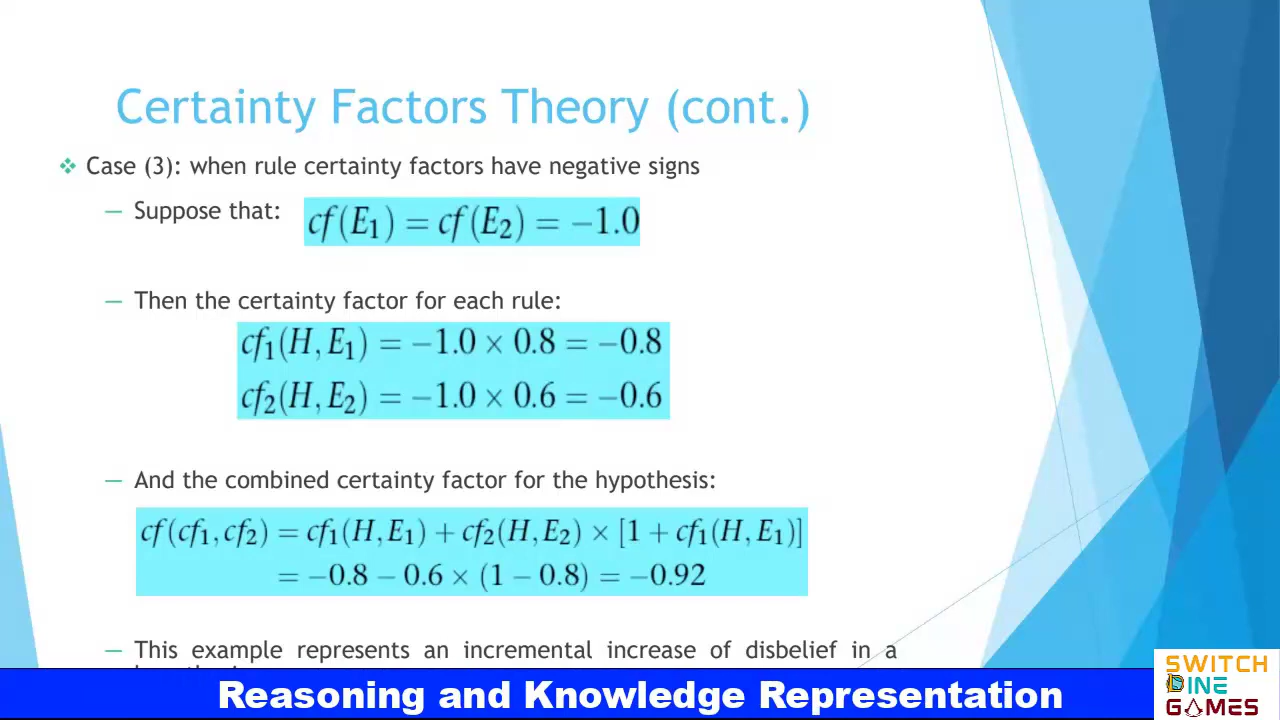 Certainty Factors Theory (cont.)
❖ Case (3): when rule certainty factors have negative signs
— Suppose that: cf(E₁) = cf(E₂) = −1.0
— Then the certainty factor for each rule:
cf₁(H, E₁) = −1.0 × 0.8 = −0.8
cf₂(H, E₂) = −1.0 × 0.6 = −0.6
— And the combined certainty factor for the hypothesis:
cf(cf₁, cf₂) = cf₁(H, E₁) + cf₂(H, E₂) × [1 + cf₁(H, E₁)]
= −0.8 − 0.6 × (1 − 0.8) = −0.92
— This example represents an incremental increase of disbelief in a
Reasoning and Knowledge Representation
SWITCH
DINE
GAMES